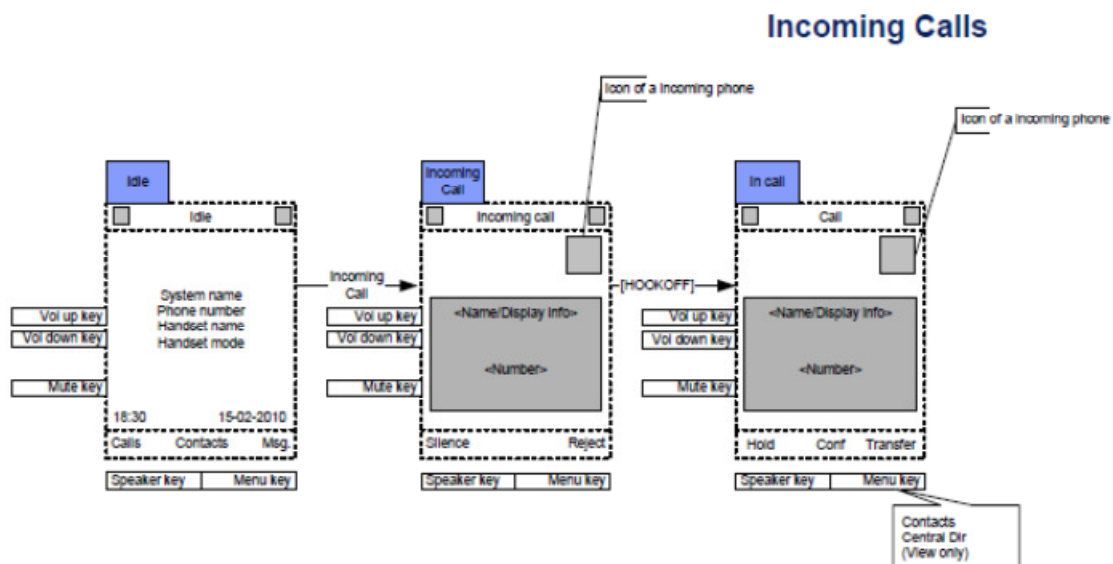 Incoming Calls
Icon of a Incoming phone
Icon of a Incoming phone
Idle
Idle
System name
Phone number
Handset name
Handset mode
Vol up key
Vol down key
Mute key
18:30 15-02-2010
Calls Contacts Msg.
Speaker key Menu key
Incoming
Call
Incoming
Call
Incoming call
<Name/Display Info>
<Number>
Vol up key
Vol down key
Mute key
Silence Reject
Speaker key Menu key
[HOOKOFF]
In call
Call
<Name/Display Info>
<Number>
Vol up key
Vol down key
Mute key
Hold Conf Transfer
Speaker key Menu key
Contacts
Central Dir
(View only)